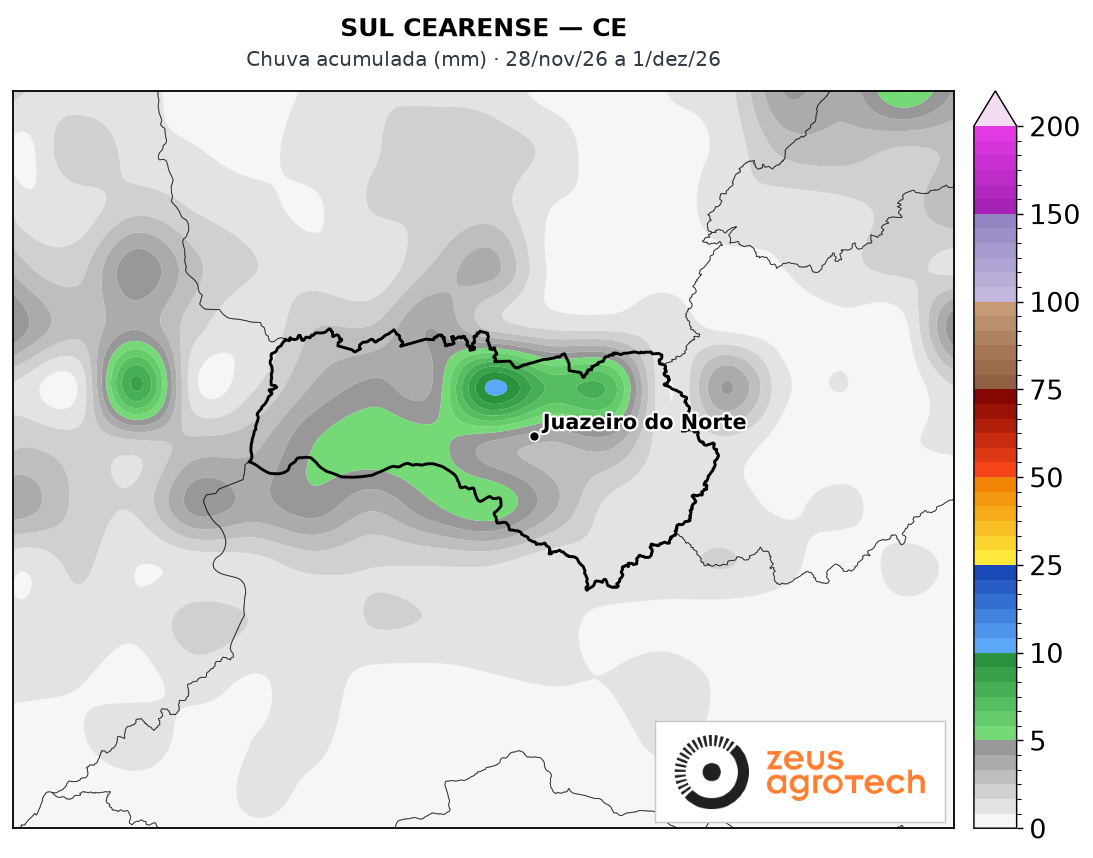 SUL CEARENSE — CE
Chuva acumulada (mm) · 28/nov/26 a 1/dez/26
200
150
100
75
50
25
10
5
0
Juazeiro do Norte
zeus
agrotech